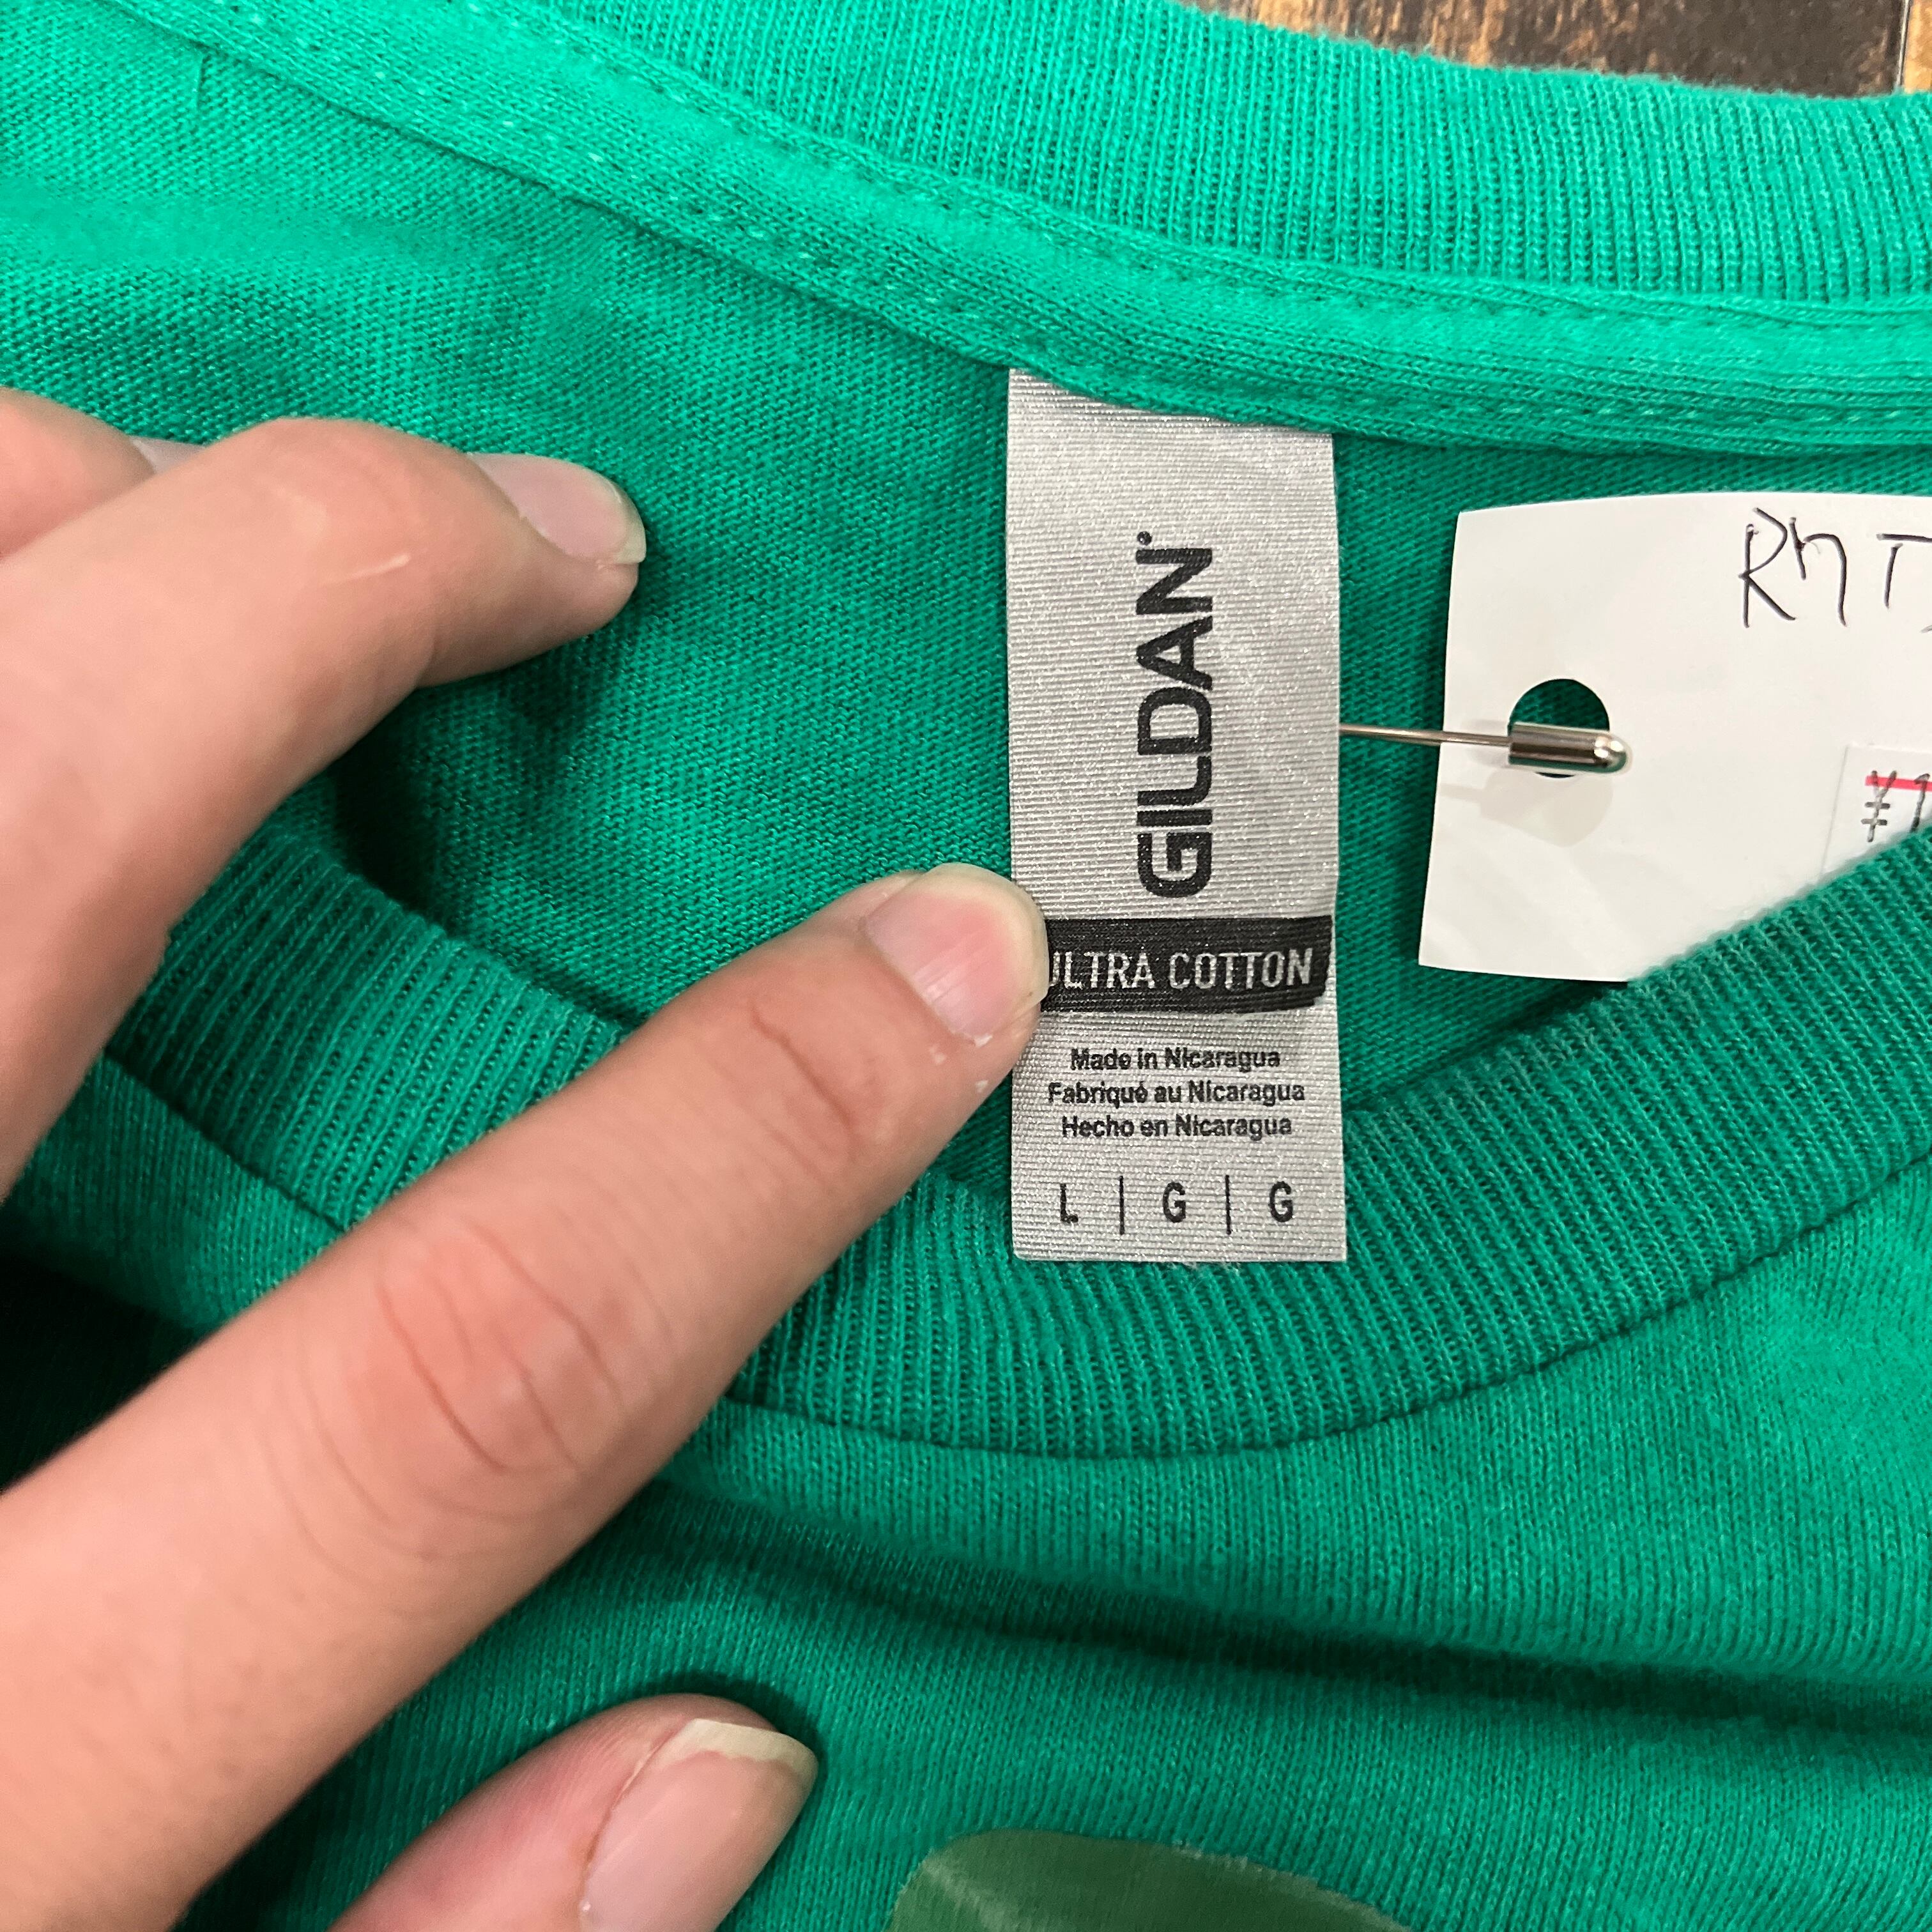 GILDAN
ULTRA COTTON
Made in Nicaragua
Fabriqué au Nicaragua
Hecho en Nicaragua
L | G | G